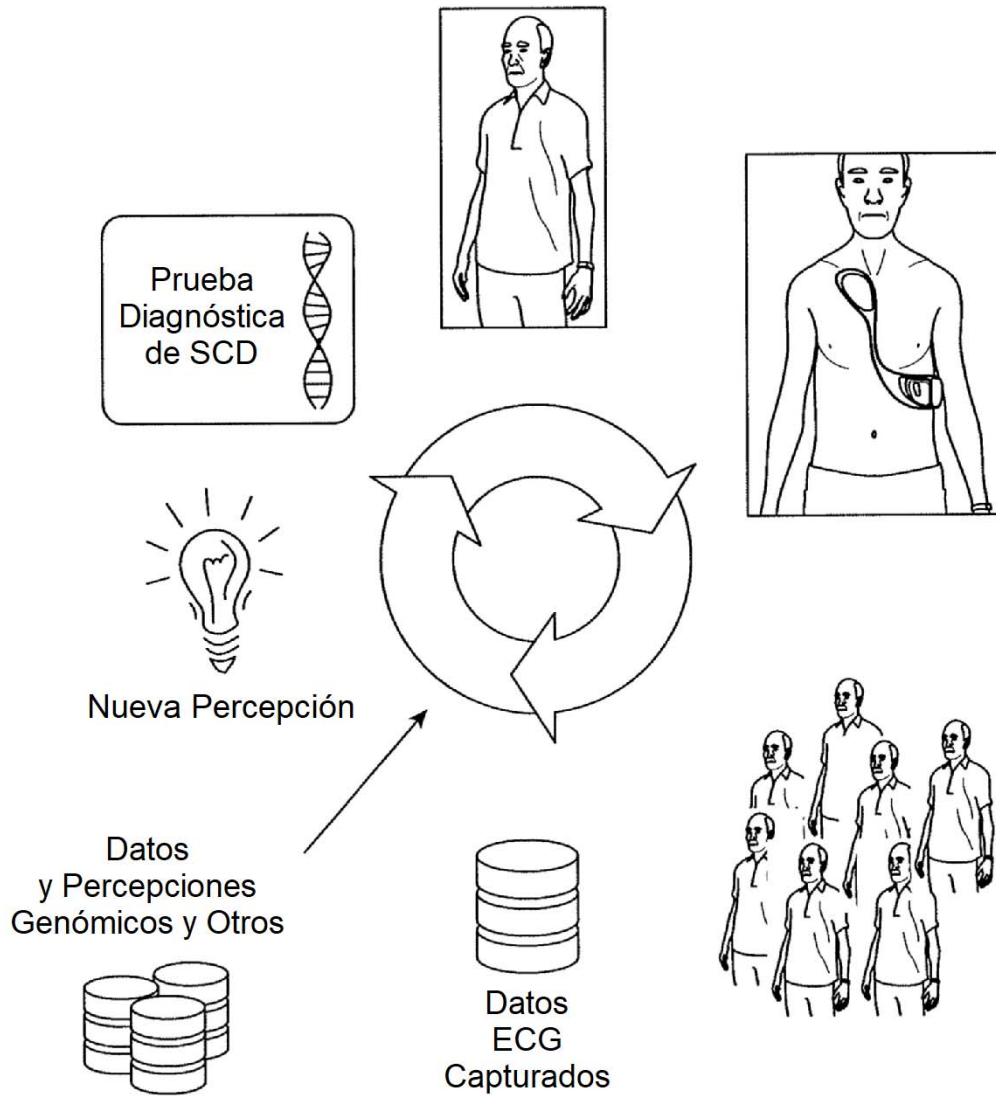 Prueba
Diagnóstica
de SCD
Nueva Percepción
Datos
y Percepciones
Genómicos y Otros
Datos
ECG
Capturados